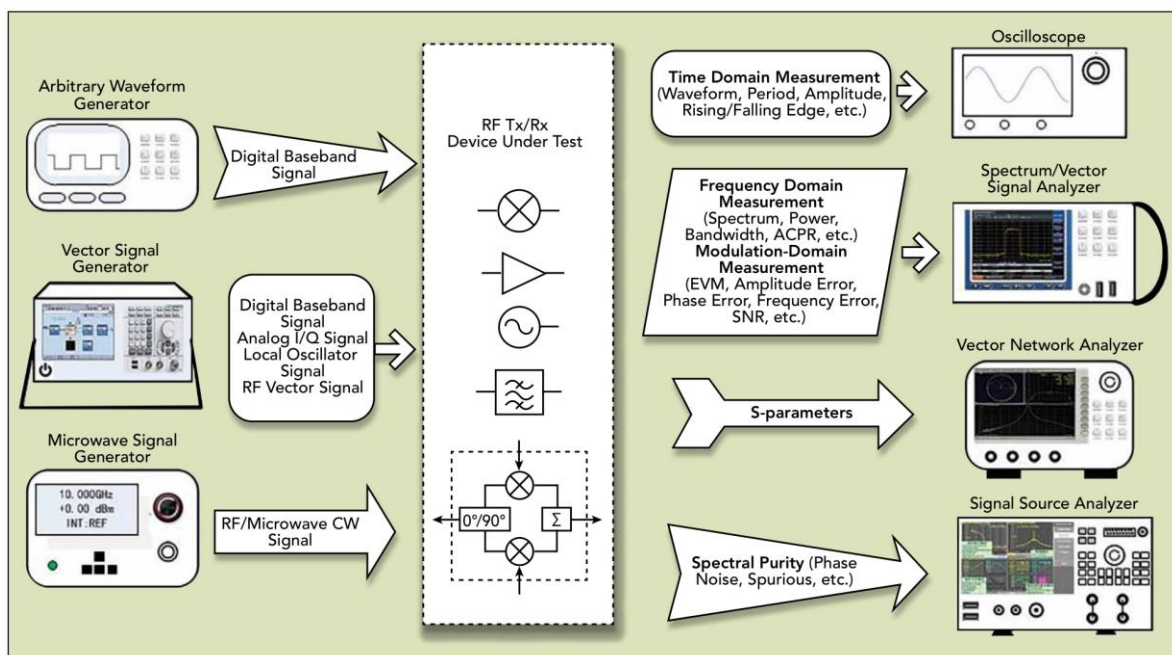 Arbitrary Waveform
Generator
Digital Baseband
Signal
Vector Signal
Generator
Digital Baseband
Signal
Analog I/Q Signal
Local Oscillator
Signal
RF Vector Signal
Microwave Signal
Generator
10.000GHz
+0.00 dBm
INT:REF
RF/Microwave CW
Signal
RF Tx/Rx
Device Under Test
0°/90°
Σ
Time Domain Measurement
(Waveform, Period, Amplitude,
Rising/Falling Edge, etc.)
Oscilloscope
Frequency Domain
Measurement
(Spectrum, Power,
Bandwidth, ACPR, etc.)
Modulation-Domain
Measurement
(EVM, Amplitude Error,
Phase Error, Frequency Error,
SNR, etc.)
Spectrum/Vector
Signal Analyzer
S-parameters
Vector Network Analyzer
Spectral Purity (Phase
Noise, Spurious, etc.)
Signal Source Analyzer